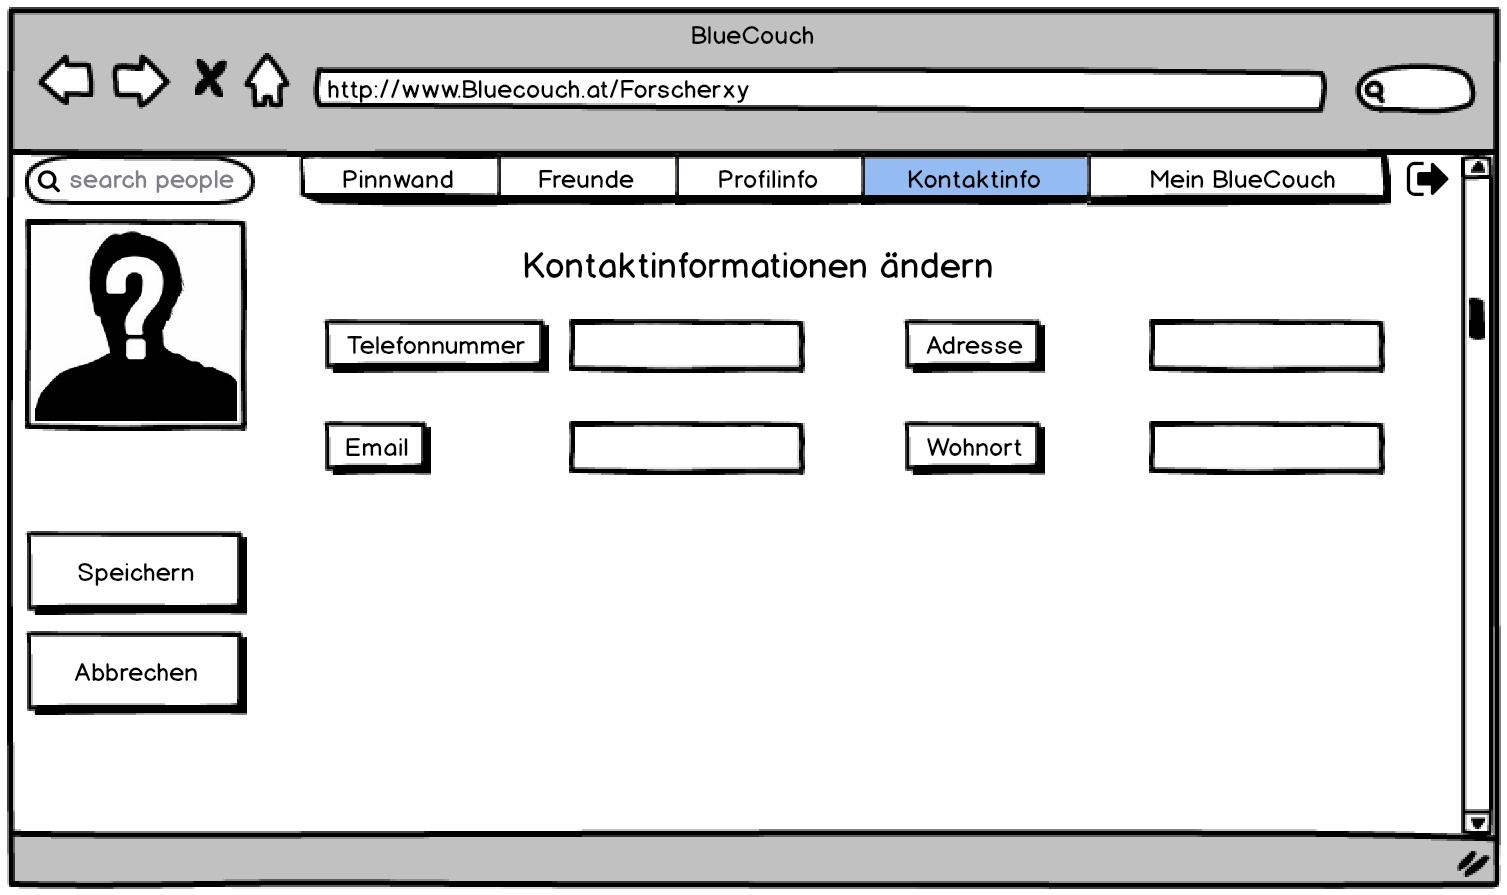 BlueCouch
http://www.Bluecouch.at/Forscherxy
search people
Pinnwand Freunde Profilinfo Kontaktinfo Mein BlueCouch
Kontaktinformationen ändern
Telefonnummer Adresse
Email Wohnort
Speichern
Abbrechen